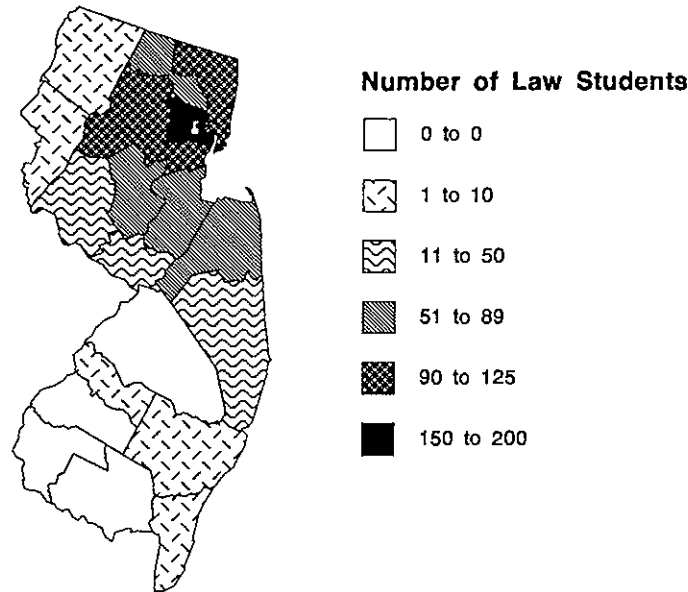 Number of Law Students
0 to 0
1 to 10
11 to 50
51 to 89
90 to 125
150 to 200